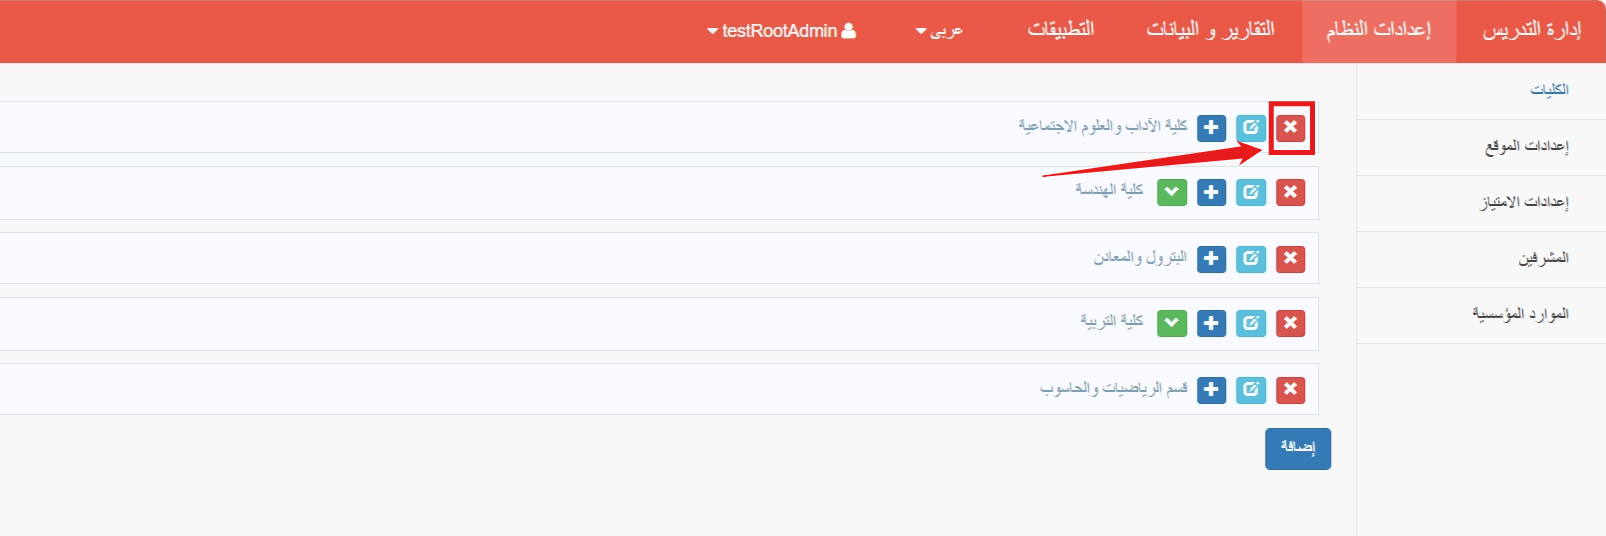 إدارة التدريس
إعدادات النظام
التقارير و البيانات
التطبيقات
عربى
testRootAdmin
الكليات
إعدادات الموقع
إعدادات الامتياز
المشرفين
الموارد المؤسسية
كلية الآداب والعلوم الاجتماعية
كلية الهندسة
البترول والمعادن
كلية التربية
قسم الرياضيات والحاسوب
إضافة